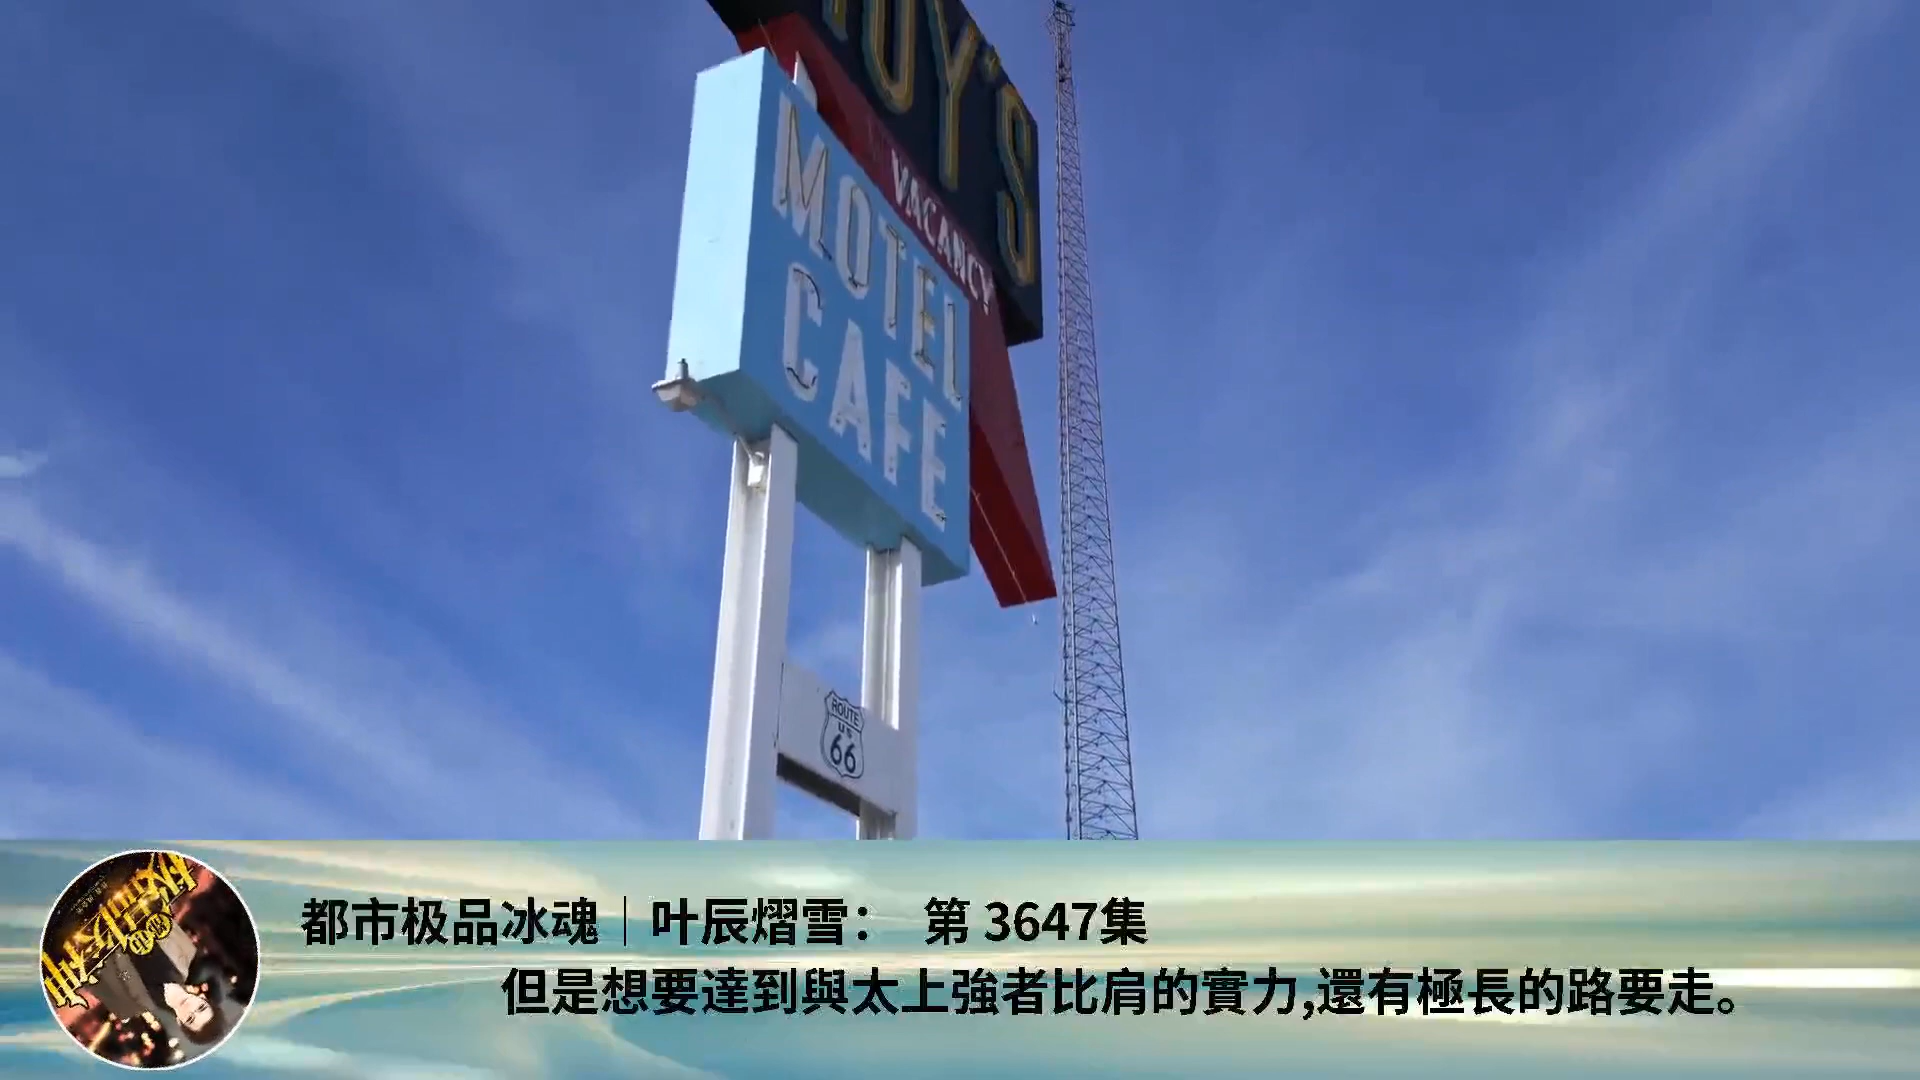 OY'S
VACANCY
MOTEL
CAFE
ROUTE
US
66
都市极品冰魂｜叶辰熠雪： 第 3647集
但是想要達到與太上強者比肩的實力,還有極長的路要走。